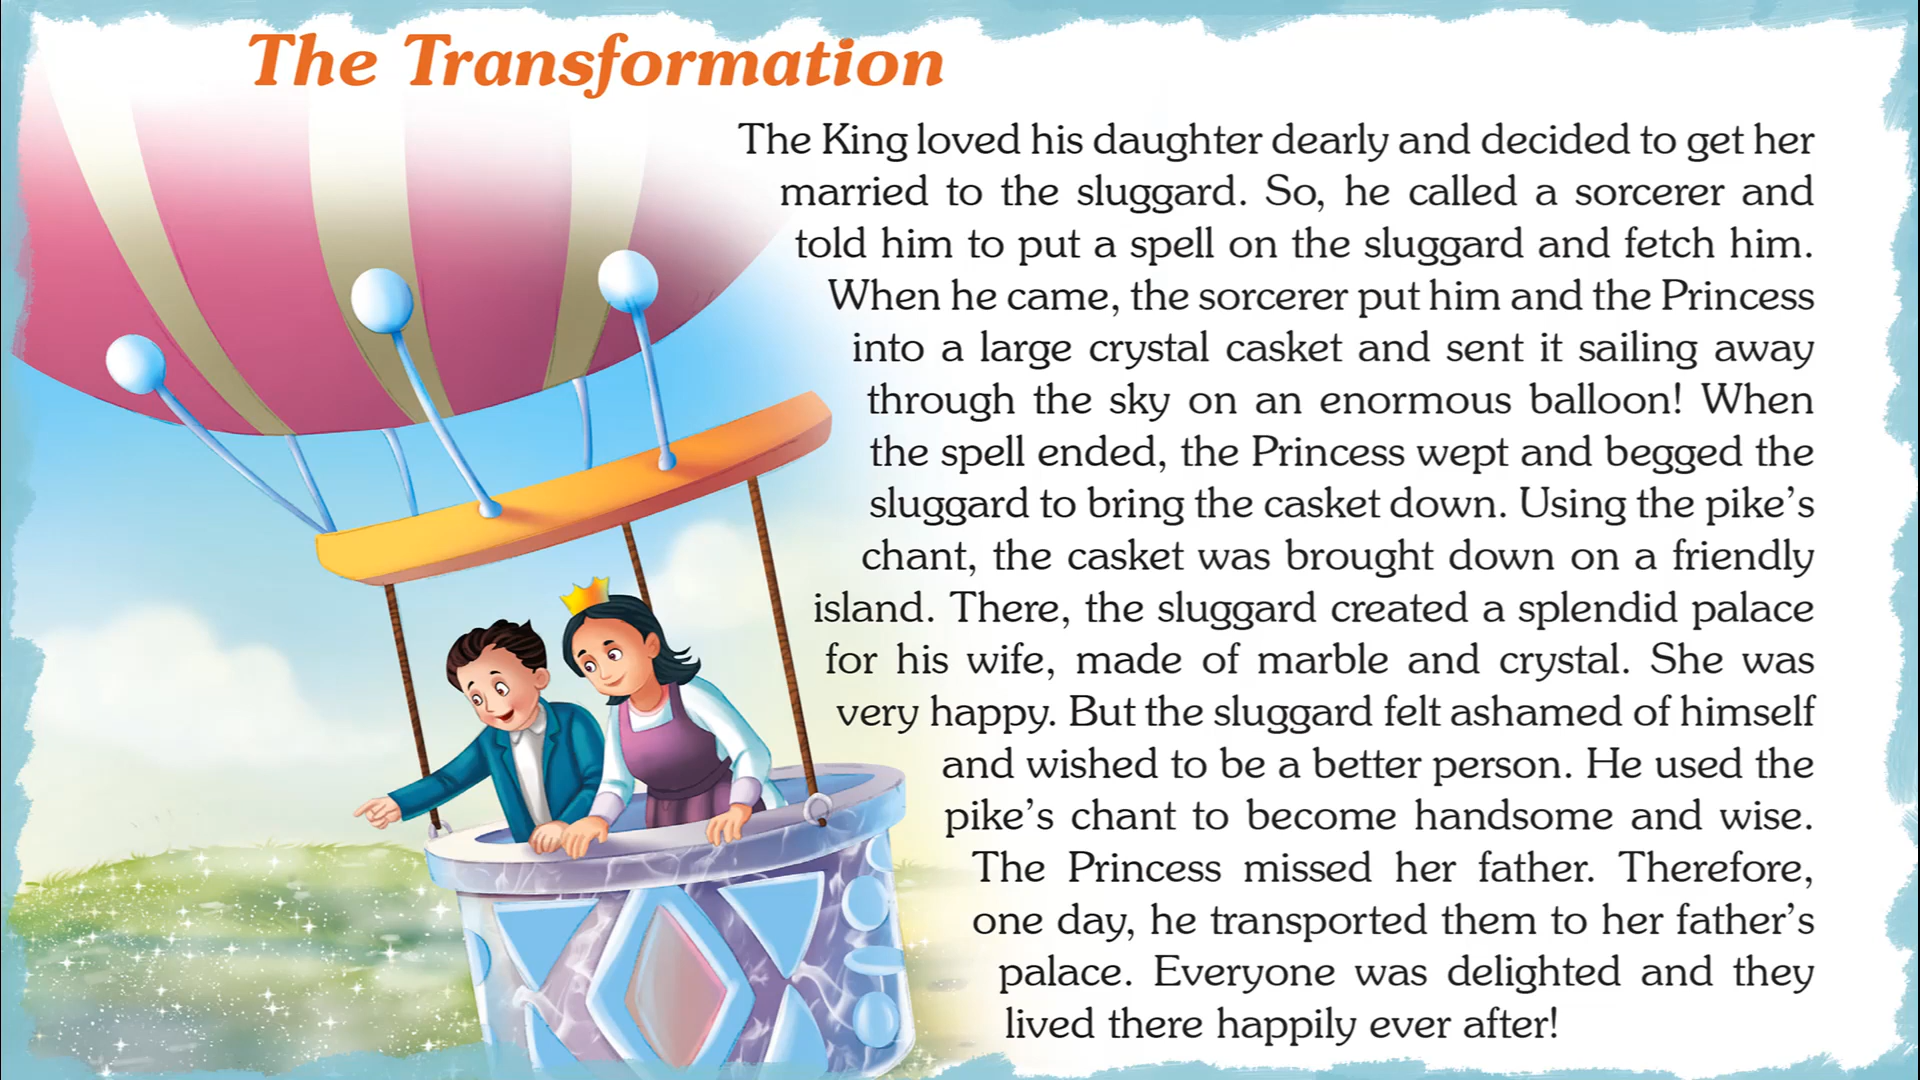 The Transformation
The King loved his daughter dearly and decided to get her
married to the sluggard. So, he called a sorcerer and
told him to put a spell on the sluggard and fetch him.
When he came, the sorcerer put him and the Princess
into a large crystal casket and sent it sailing away
through the sky on an enormous balloon! When
the spell ended, the Princess wept and begged the
sluggard to bring the casket down. Using the pike’s
chant, the casket was brought down on a friendly
island. There, the sluggard created a splendid palace
for his wife, made of marble and crystal. She was
very happy. But the sluggard felt ashamed of himself
and wished to be a better person. He used the
pike’s chant to become handsome and wise.
The Princess missed her father. Therefore,
one day, he transported them to her father’s
palace. Everyone was delighted and they
lived there happily ever after!